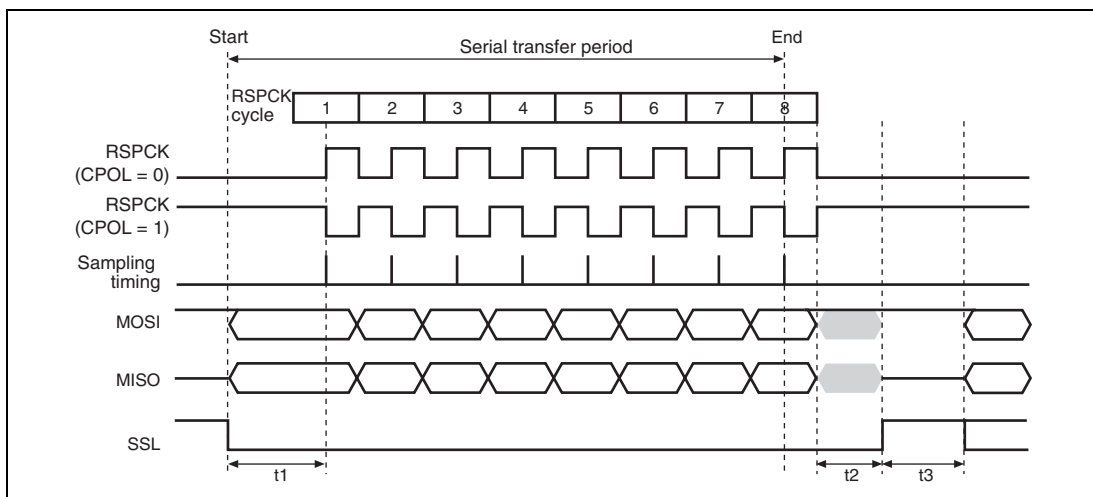 Start
End
Serial transfer period
RSPCK
cycle
1 2 3 4 5 6 7 8
RSPCK
(CPOL = 0)
RSPCK
(CPOL = 1)
Sampling
timing
MOSI
MISO
SSL
t1
t2
t3